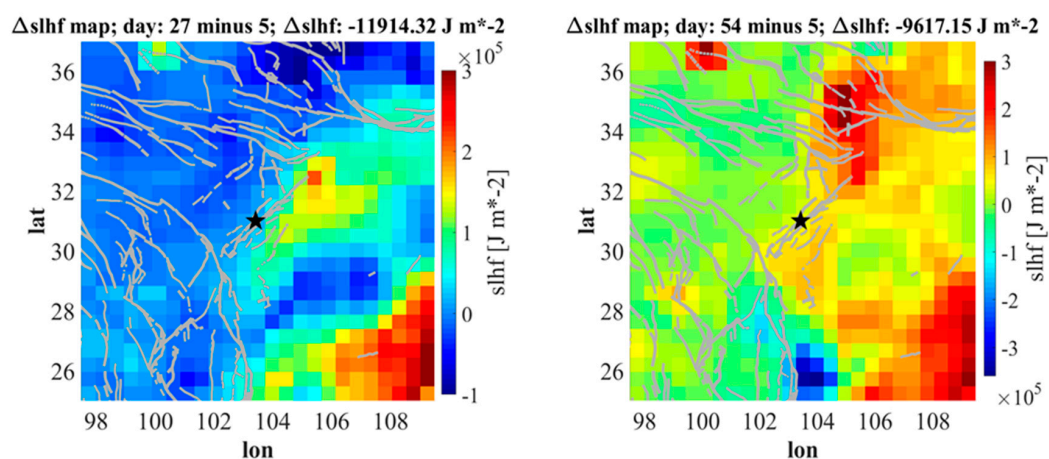 Δslhf map; day: 27 minus 5; Δslhf: -11914.32 J m*-2
×10^5
36
34
32
30
28
26
98 100 102 104 106 108
lat
lon
3
2
1
0
-1
slhf [J m*-2]
Δslhf map; day: 54 minus 5; Δslhf: -9617.15 J m*-2
36
34
32
30
28
26
98 100 102 104 106 108
lat
lon
3
2
1
0
-1
-2
-3
×10^5
slhf [J m*-2]